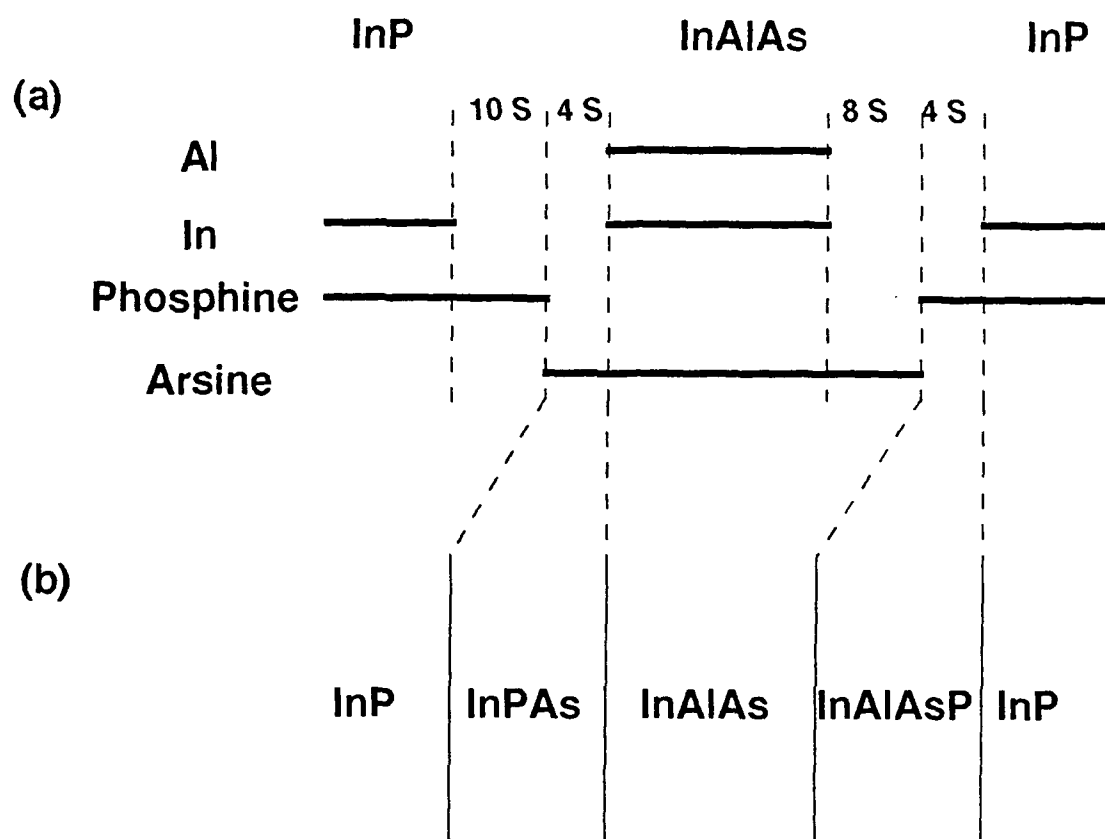 InP InAlAs InP
(a)
10 S 4 S 8 S 4 S
Al
In
Phosphine
Arsine
(b)
InP InPAs InAlAs InAlAsP InP